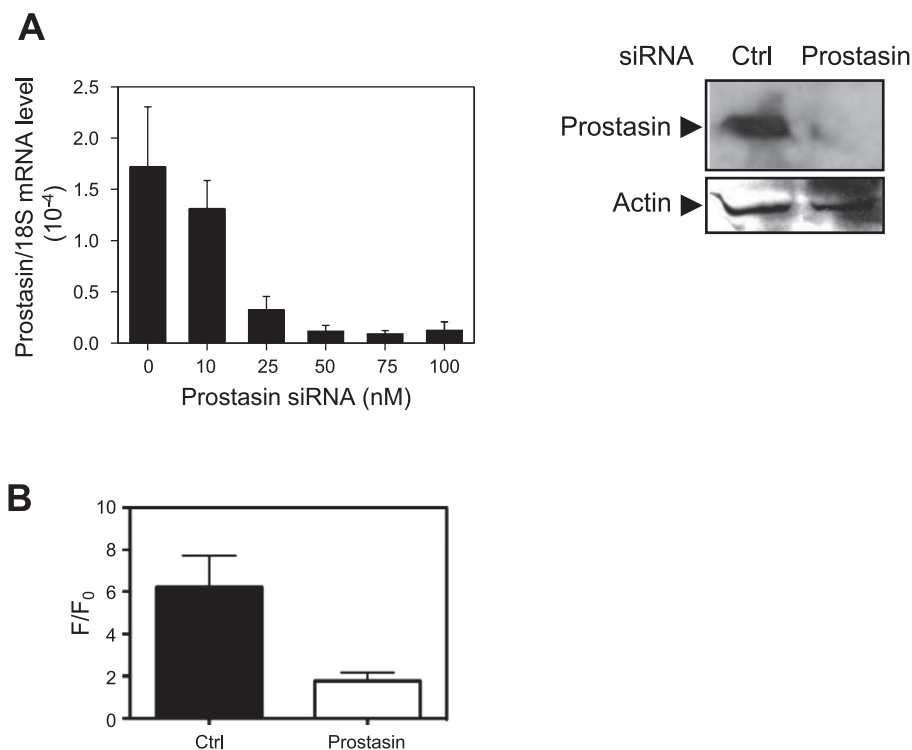 A
siRNA Ctrl Prostasin
Prostasin/18S mRNA level
(10-4)
2.5
2.0
1.5
1.0
0.5
0.0
Prostasin
Actin
0 10 25 50 75 100
Prostasin siRNA (nM)
B
F/F0
10
8
6
4
2
0
Ctrl Prostasin